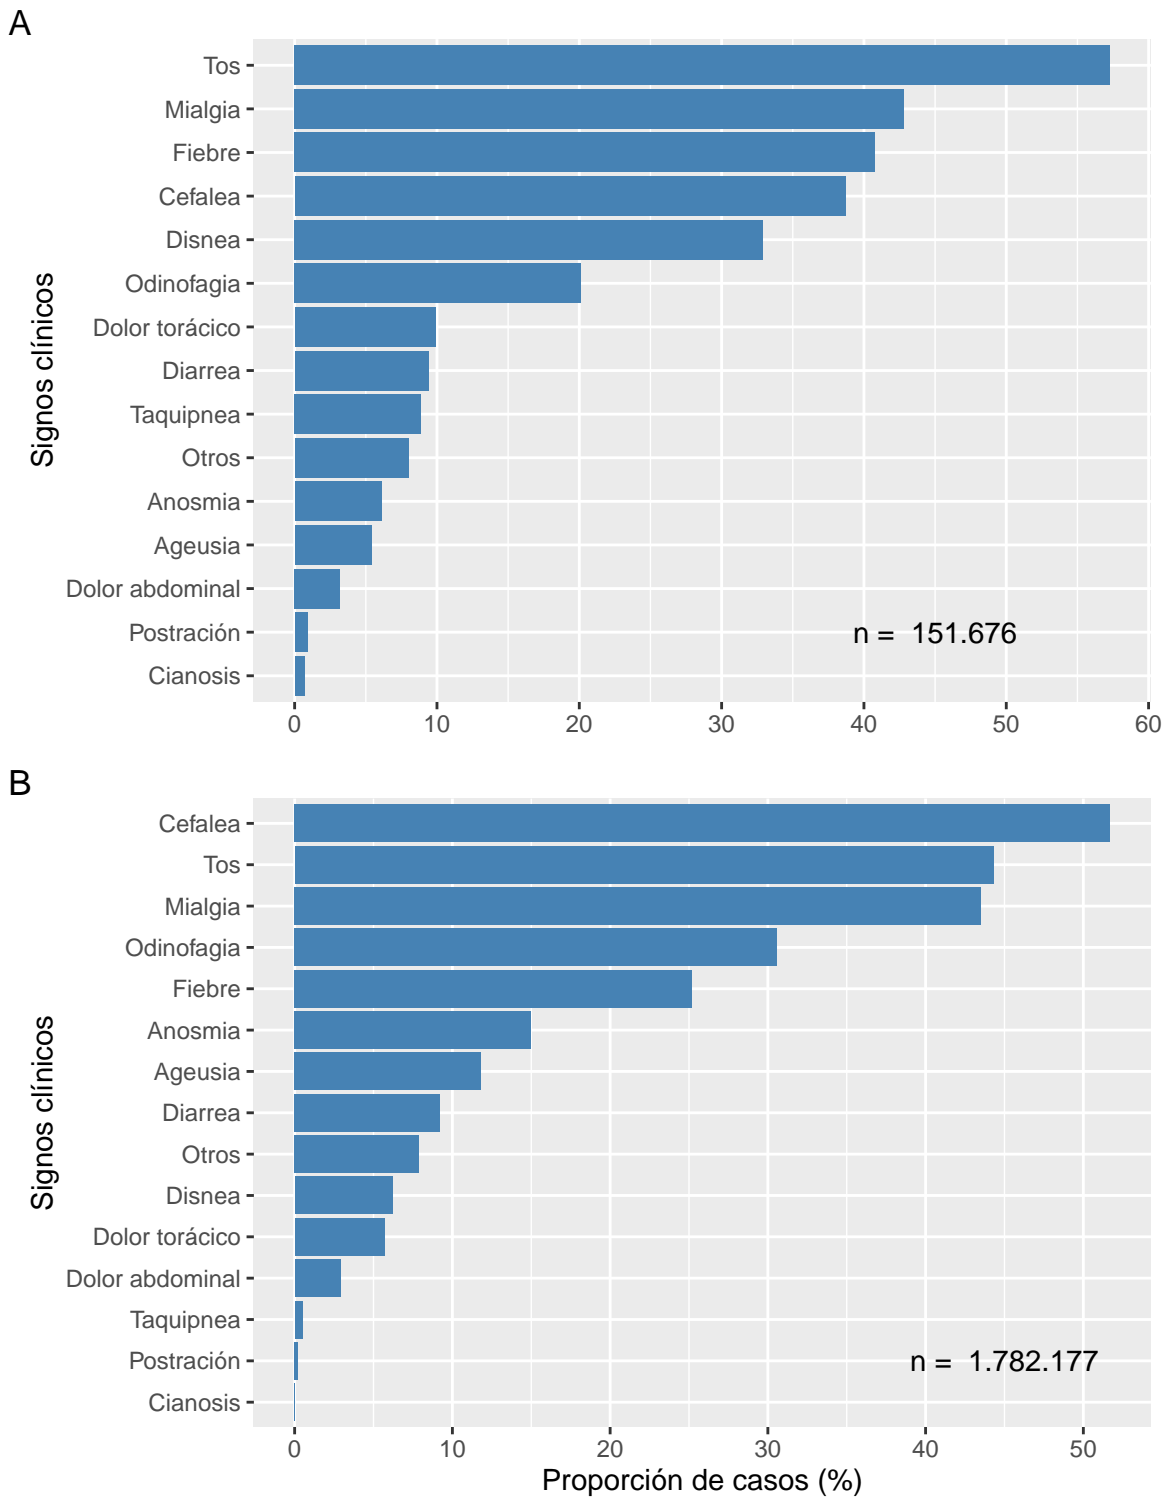 A
Signos clínicos
Tos
Mialgia
Fiebre
Cefalea
Disnea
Odinofagia
Dolor torácico
Diarrea
Taquipnea
Otros
Anosmia
Ageusia
Dolor abdominal
Postración
Cianosis
n =  151.676
0 10 20 30 40 50 60
B
Signos clínicos
Cefalea
Tos
Mialgia
Odinofagia
Fiebre
Anosmia
Ageusia
Diarrea
Otros
Disnea
Dolor torácico
Dolor abdominal
Taquipnea
Postración
Cianosis
n =  1.782.177
0 10 20 30 40 50
Proporción de casos (%)